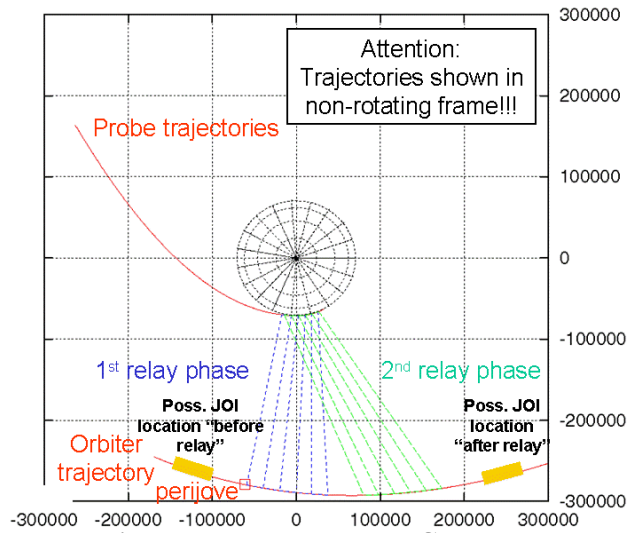 300000
Attention:
Trajectories shown in
non-rotating frame!!!
200000
Probe trajectories
100000
0
-100000
1st relay phase
2nd relay phase
Poss. JOI
location “before
relay”
Poss. JOI
location
“after relay”
-200000
Orbiter
trajectory
perijove
-300000
-300000 -200000 -100000 0 100000 200000 300000